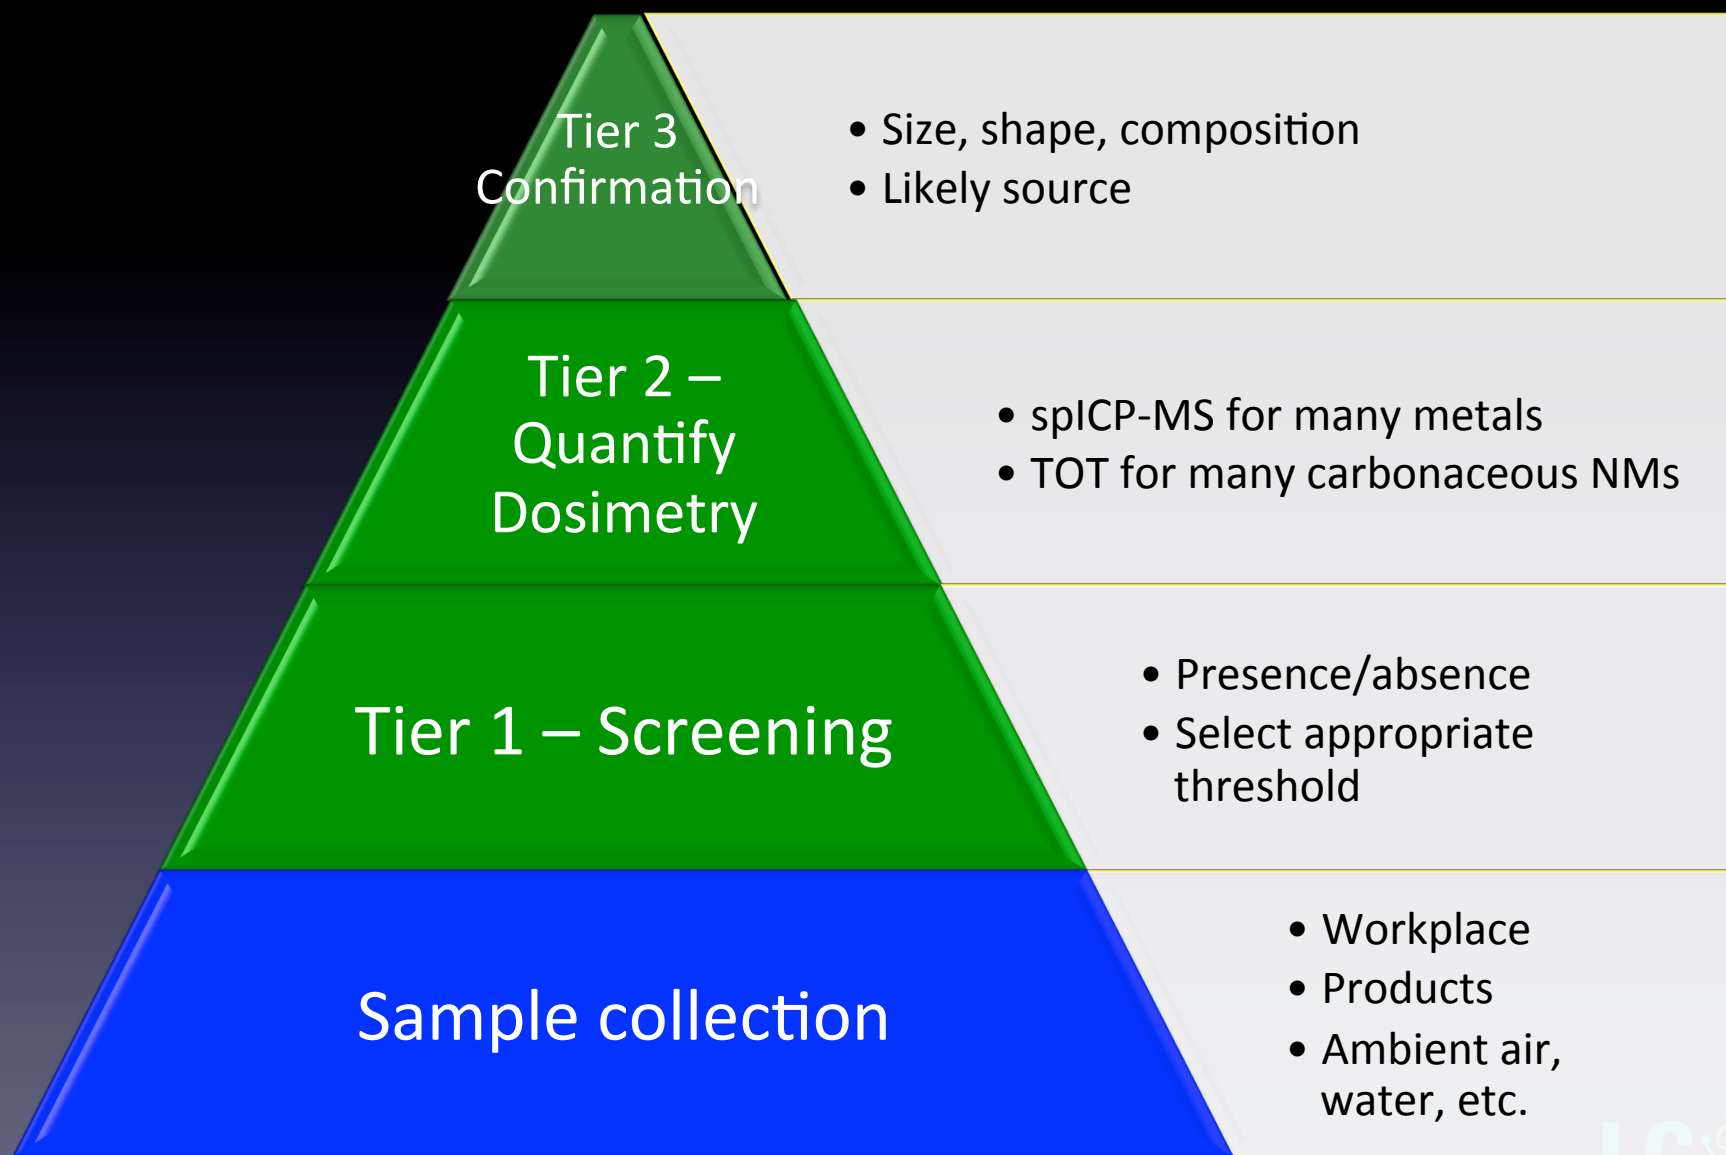 Tier 3
Confirmation
• Size, shape, composition
• Likely source
Tier 2 –
Quantify
Dosimetry
• spICP-MS for many metals
• TOT for many carbonaceous NMs
Tier 1 – Screening
• Presence/absence
• Select appropriate
threshold
Sample collection
• Workplace
• Products
• Ambient air,
water, etc.